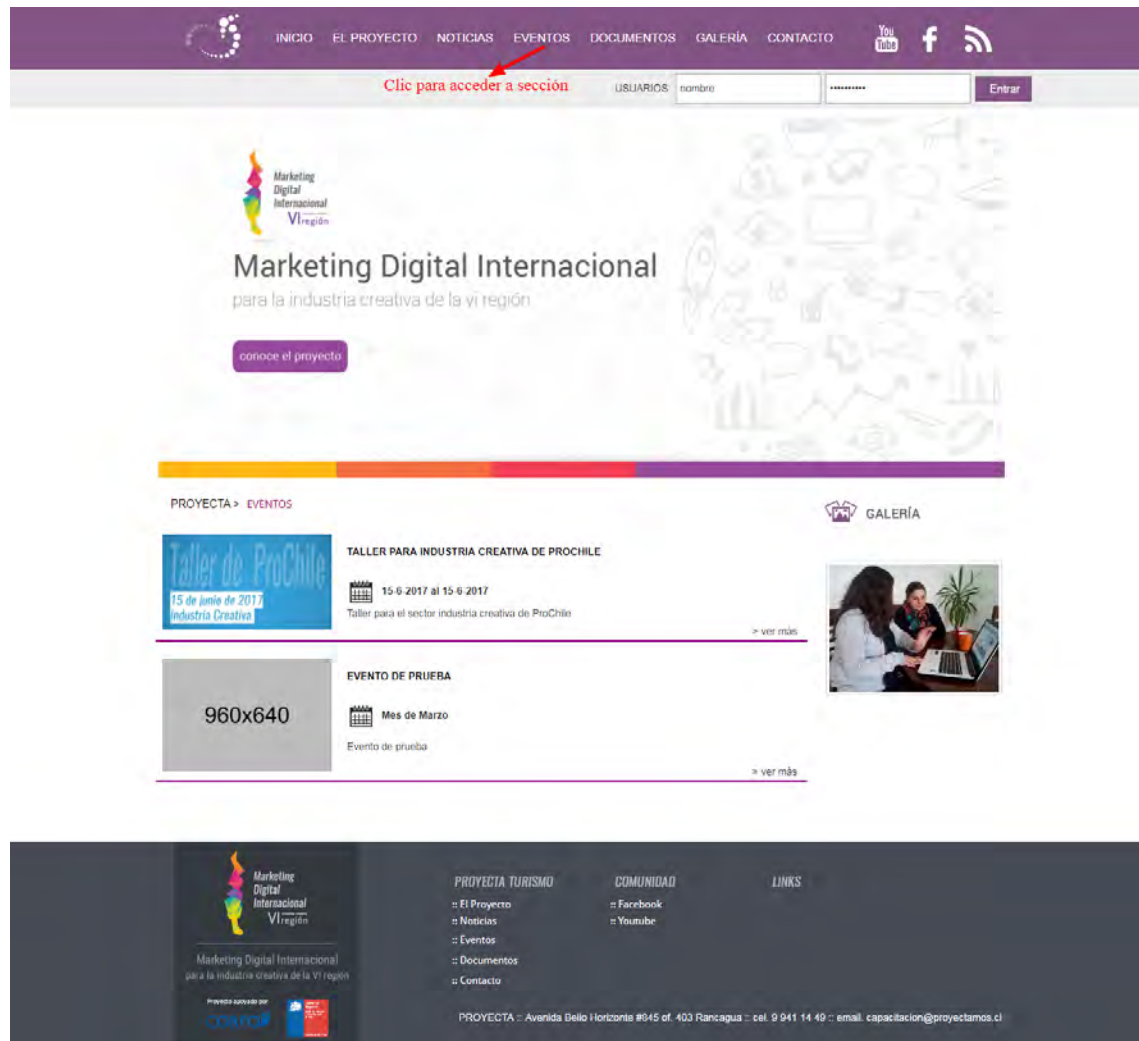 INICIO EL PROYECTO NOTICIAS EVENTOS DOCUMENTOS GALERÍA CONTACTO You Tube
Clic para acceder a sección
USUARIOS nombre •••••••••• Entrar
Marketing
Digital
Internacional
VI región
Marketing Digital Internacional
para la industria creativa de la vi región
conoce el proyecto
PROYECTA > EVENTOS
GALERÍA
Taller de ProChile
15 de junio de 2017
Industria Creativa
TALLER PARA INDUSTRIA CREATIVA DE PROCHILE
15-6-2017 al 15-6-2017
Taller para el sector industria creativa de ProChile
> ver más
960x640
EVENTO DE PRUEBA
Mes de Marzo
Evento de prueba
> ver más
Marketing
Digital
Internacional
VI región
Marketing Digital Internacional
para la industria creativa de la VI región
Proyecto apoyado por
CORFO
PROYECTA TURISMO
:: El Proyecto
:: Noticias
:: Eventos
:: Documentos
:: Contacto
COMUNIDAD
:: Facebook
:: Youtube
LINKS
PROYECTA :: Avenida Bello Horizonte #845 of. 403 Rancagua :: cel. 9 941 14 49 :: email. capacitacion@proyectamos.cl